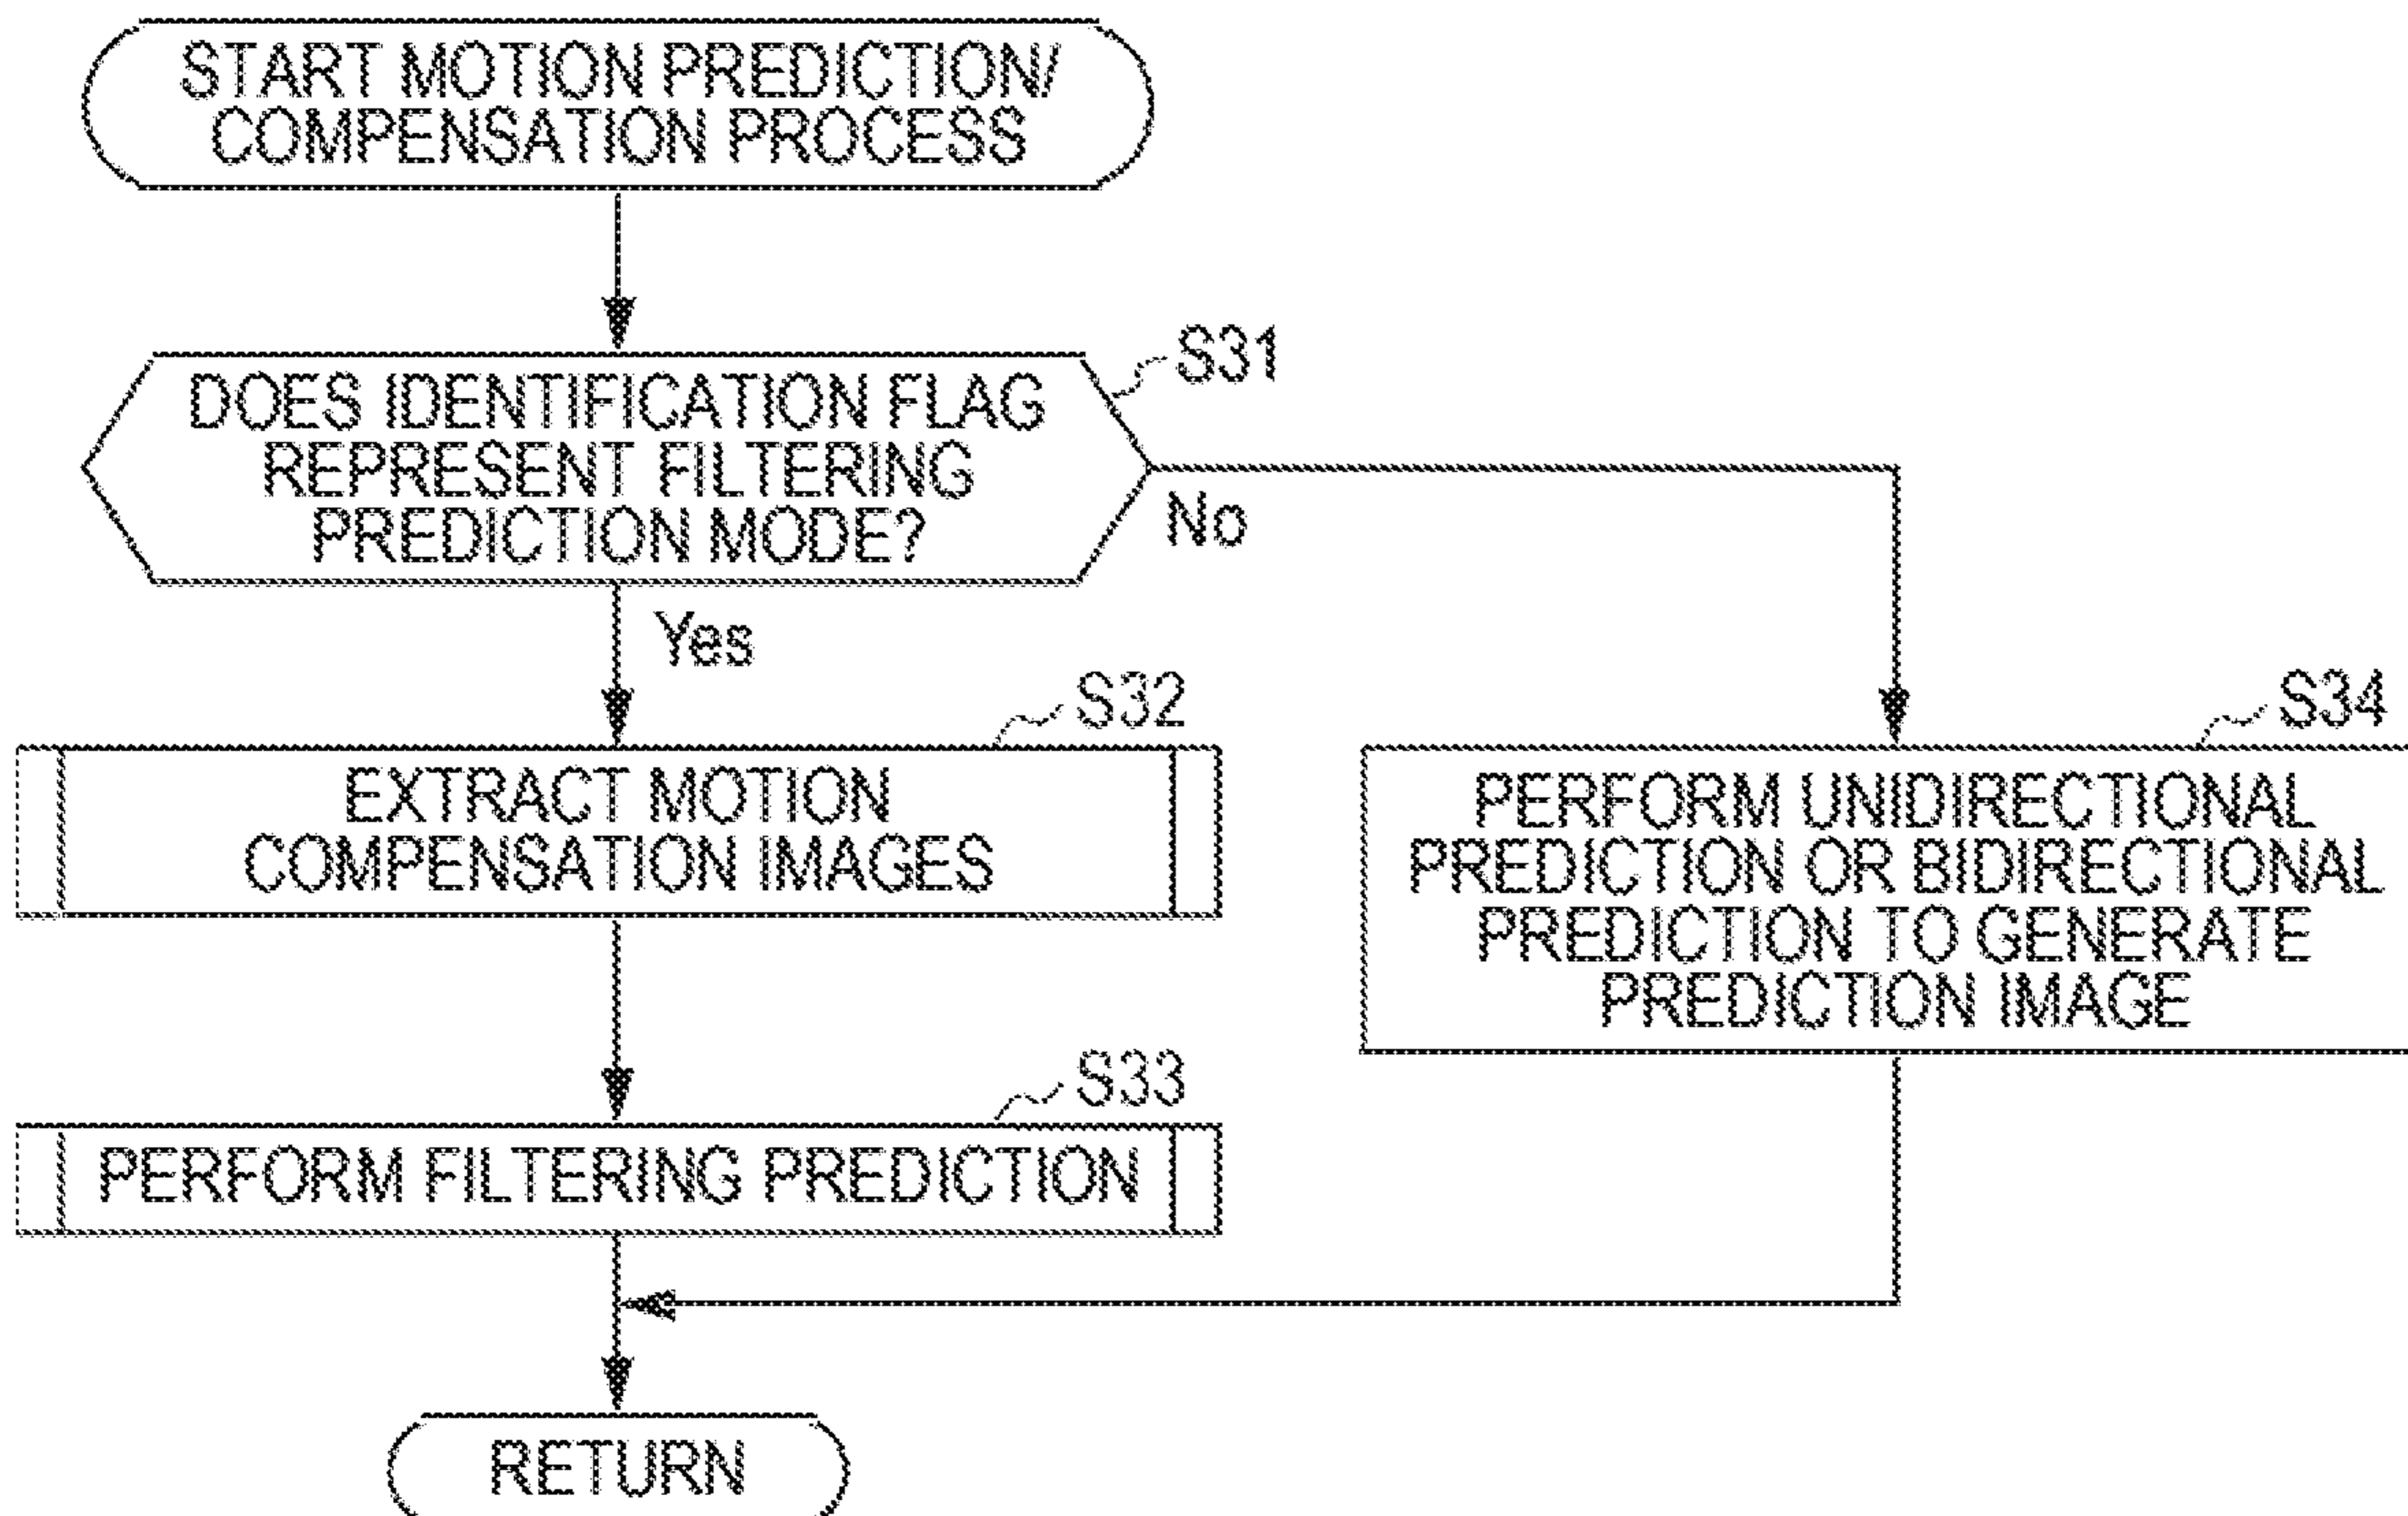 START MOTION PREDICTION/
COMPENSATION PROCESS
S31
DOES IDENTIFICATION FLAG
REPRESENT FILTERING
PREDICTION MODE?
No
Yes
S32
EXTRACT MOTION
COMPENSATION IMAGES
S34
PERFORM UNIDIRECTIONAL
PREDICTION OR BIDIRECTIONAL
PREDICTION TO GENERATE
PREDICTION IMAGE
S33
PERFORM FILTERING PREDICTION
RETURN